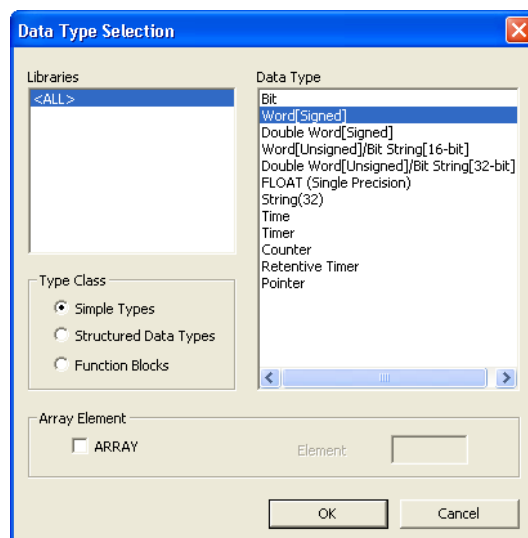 Data Type Selection
Libraries
<ALL>
Type Class
Simple Types
Structured Data Types
Function Blocks
Data Type
Bit
Word[Signed]
Double Word[Signed]
Word[Unsigned]/Bit String[16-bit]
Double Word[Unsigned]/Bit String[32-bit]
FLOAT (Single Precision)
String(32)
Time
Timer
Counter
Retentive Timer
Pointer
Array Element
ARRAY
Element
OK
Cancel